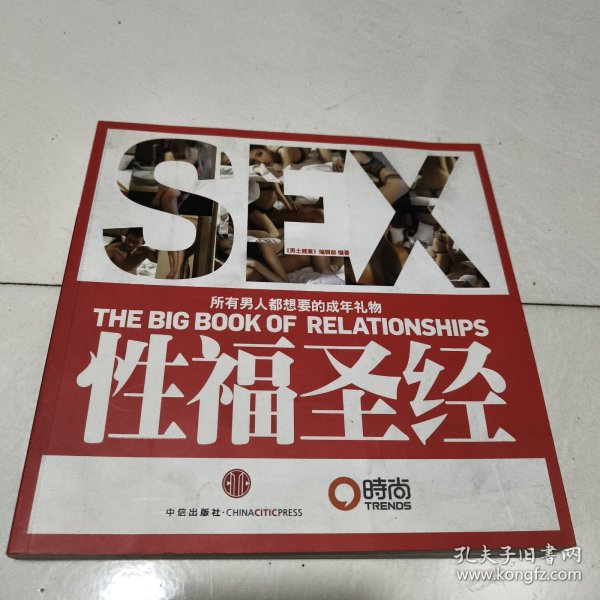 SEX
《男士健康》编辑部 编著
所有男人都想要的成年礼物
THE BIG BOOK OF RELATIONSHIPS
性福圣经
中信出版社·CHINACITICPRESS
時尚
TRENDS
孔夫子旧书网
www.kongfz.com